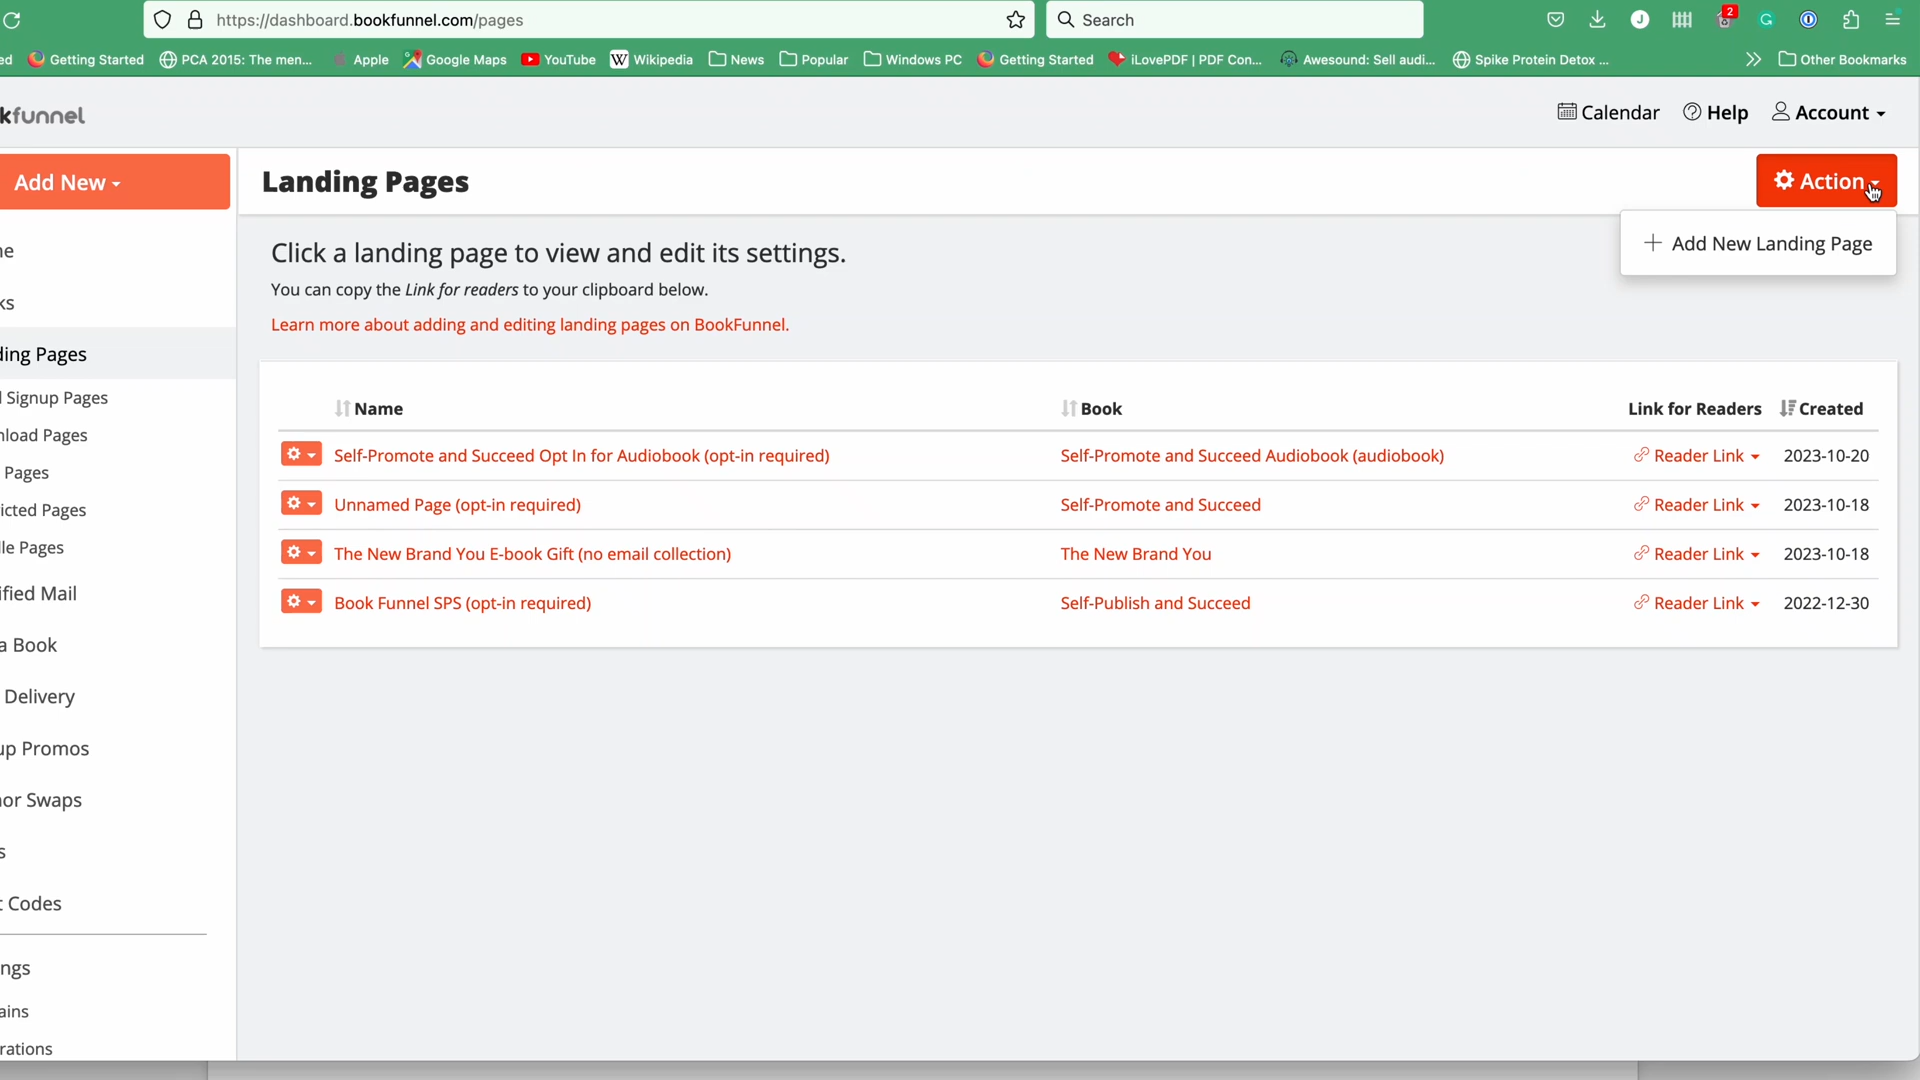 https://dashboard.bookfunnel.com/pages
Search
2
ed Getting Started PCA 2015: The men... Apple Google Maps YouTube Wikipedia News Popular Windows PC Getting Started iLovePDF | PDF Con... Awesound: Sell audi... Spike Protein Detox ... Other Bookmarks
kfunnel
Calendar Help Account
Add New
Landing Pages
Action
Add New Landing Page
Click a landing page to view and edit its settings.
You can copy the Link for readers to your clipboard below.
Learn more about adding and editing landing pages on BookFunnel.
ne
ks
ding Pages
l Signup Pages
nload Pages
Pages
icted Pages
lle Pages
ified Mail
a Book
Delivery
up Promos
hor Swaps
s
t Codes
ngs
ains
rations
Name Book Link for Readers Created
Self-Promote and Succeed Opt In for Audiobook (opt-in required) Self-Promote and Succeed Audiobook (audiobook) Reader Link 2023-10-20
Unnamed Page (opt-in required) Self-Promote and Succeed Reader Link 2023-10-18
The New Brand You E-book Gift (no email collection) The New Brand You Reader Link 2023-10-18
Book Funnel SPS (opt-in required) Self-Publish and Succeed Reader Link 2022-12-30